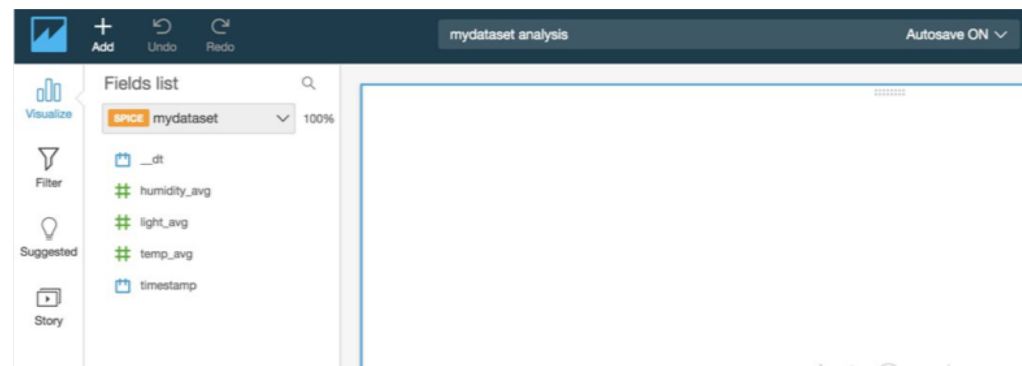 Add Undo Redo mydataset analysis Autosave ON
Visualize
Filter
Suggested
Story
Fields list
SPICE mydataset 100%
__dt
humidity_avg
light_avg
temp_avg
timestamp